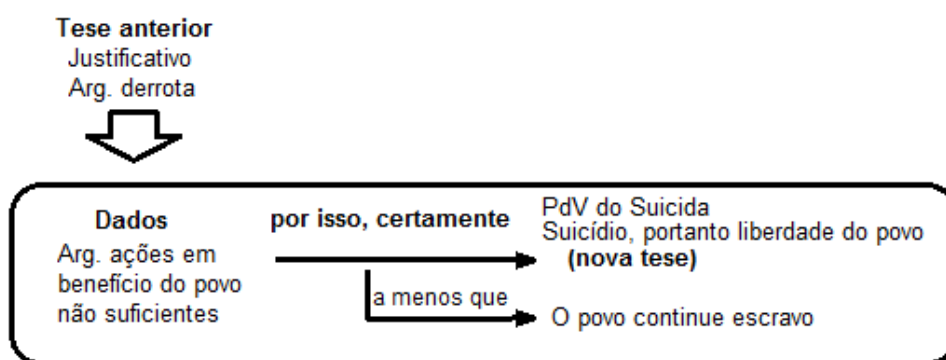 Tese anterior
Justificativo
Arg. derrota
Dados
Arg. ações em
benefício do povo
não suficientes
por isso, certamente
a menos que
PdV do Suicida
Suicídio, portanto liberdade do povo
(nova tese)
O povo continue escravo